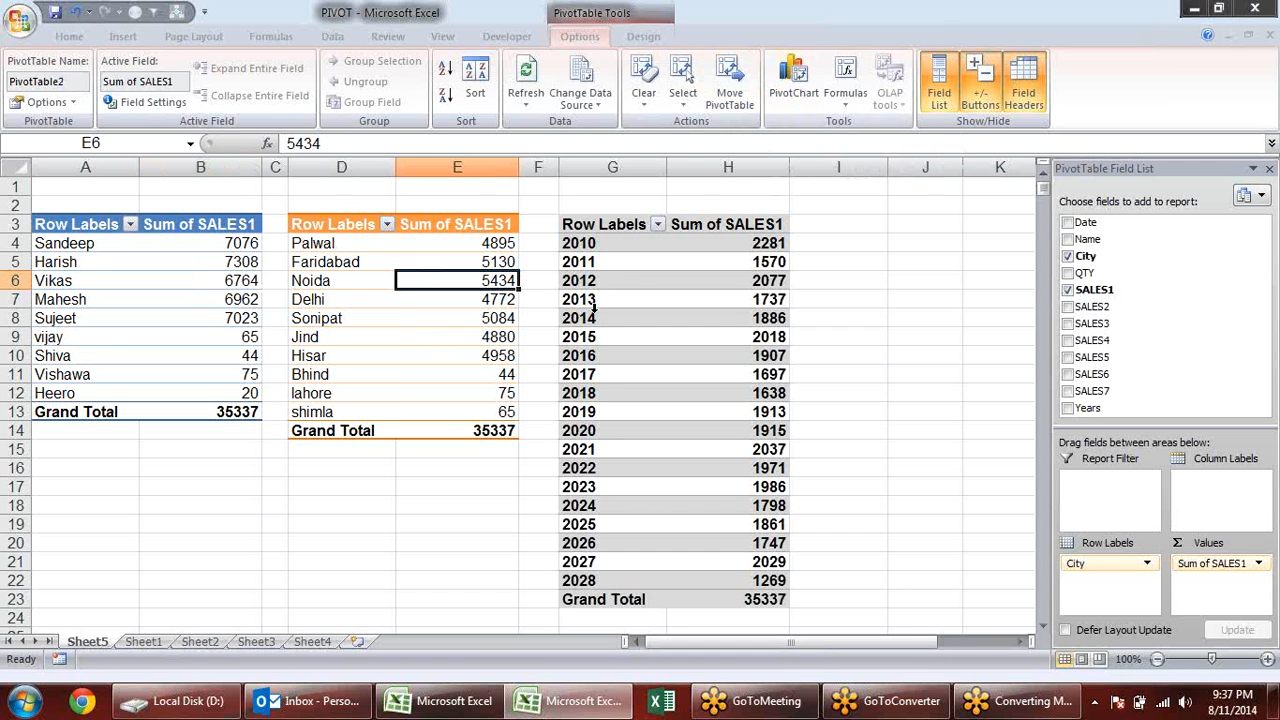 PIVOT - Microsoft Excel
PivotTable Tools
Home Insert Page Layout Formulas Data Review View Developer Options Design
PivotTable Name:
PivotTable2
Options
PivotTable
Active Field:
Sum of SALES1
Field Settings
Expand Entire Field
Collapse Entire Field
Active Field
Group Selection
Ungroup
Group Field
Group
Sort
Sort
Refresh
Change Data Source
Data
Clear
Select
Move PivotTable
Actions
PivotChart
Formulas
OLAP tools
Tools
Field List
+/- Buttons
Field Headers
Show/Hide
E6 fx 5434
A B C D E F G H I J K
1
2
3 Row Labels Sum of SALES1 Row Labels Sum of SALES1 Row Labels Sum of SALES1
4 Sandeep 7076 Palwal 4895 2010 2281
5 Harish 7308 Faridabad 5130 2011 1570
6 Vikas 6764 Noida 5434 2012 2077
7 Mahesh 6962 Delhi 4772 2013 1737
8 Sujeet 7023 Sonipat 5084 2014 1886
9 vijay 65 Jind 4880 2015 2018
10 Shiva 44 Hisar 4958 2016 1907
11 Vishawa 75 Bhind 44 2017 1697
12 Heero 20 lahore 75 2018 1638
13 Grand Total 35337 shimla 65 2019 1913
14 Grand Total 35337 2020 1915
15 2021 2037
16 2022 1971
17 2023 1986
18 2024 1798
19 2025 1861
20 2026 1747
21 2027 2029
22 2028 1269
23 Grand Total 35337
24
PivotTable Field List
Choose fields to add to report:
Date
Name
City
QTY
SALES1
SALES2
SALES3
SALES4
SALES5
SALES6
SALES7
Years
Drag fields between areas below:
Report Filter Column Labels
Row Labels Σ Values
City Sum of SALES1
Defer Layout Update Update
Sheet5 Sheet1 Sheet2 Sheet3 Sheet4
Ready 100%
Local Disk (D:) Inbox - Perso... Microsoft Excel Microsoft Exc... GoToMeeting GoToConverter Converting M...
9:37 PM
8/11/2014